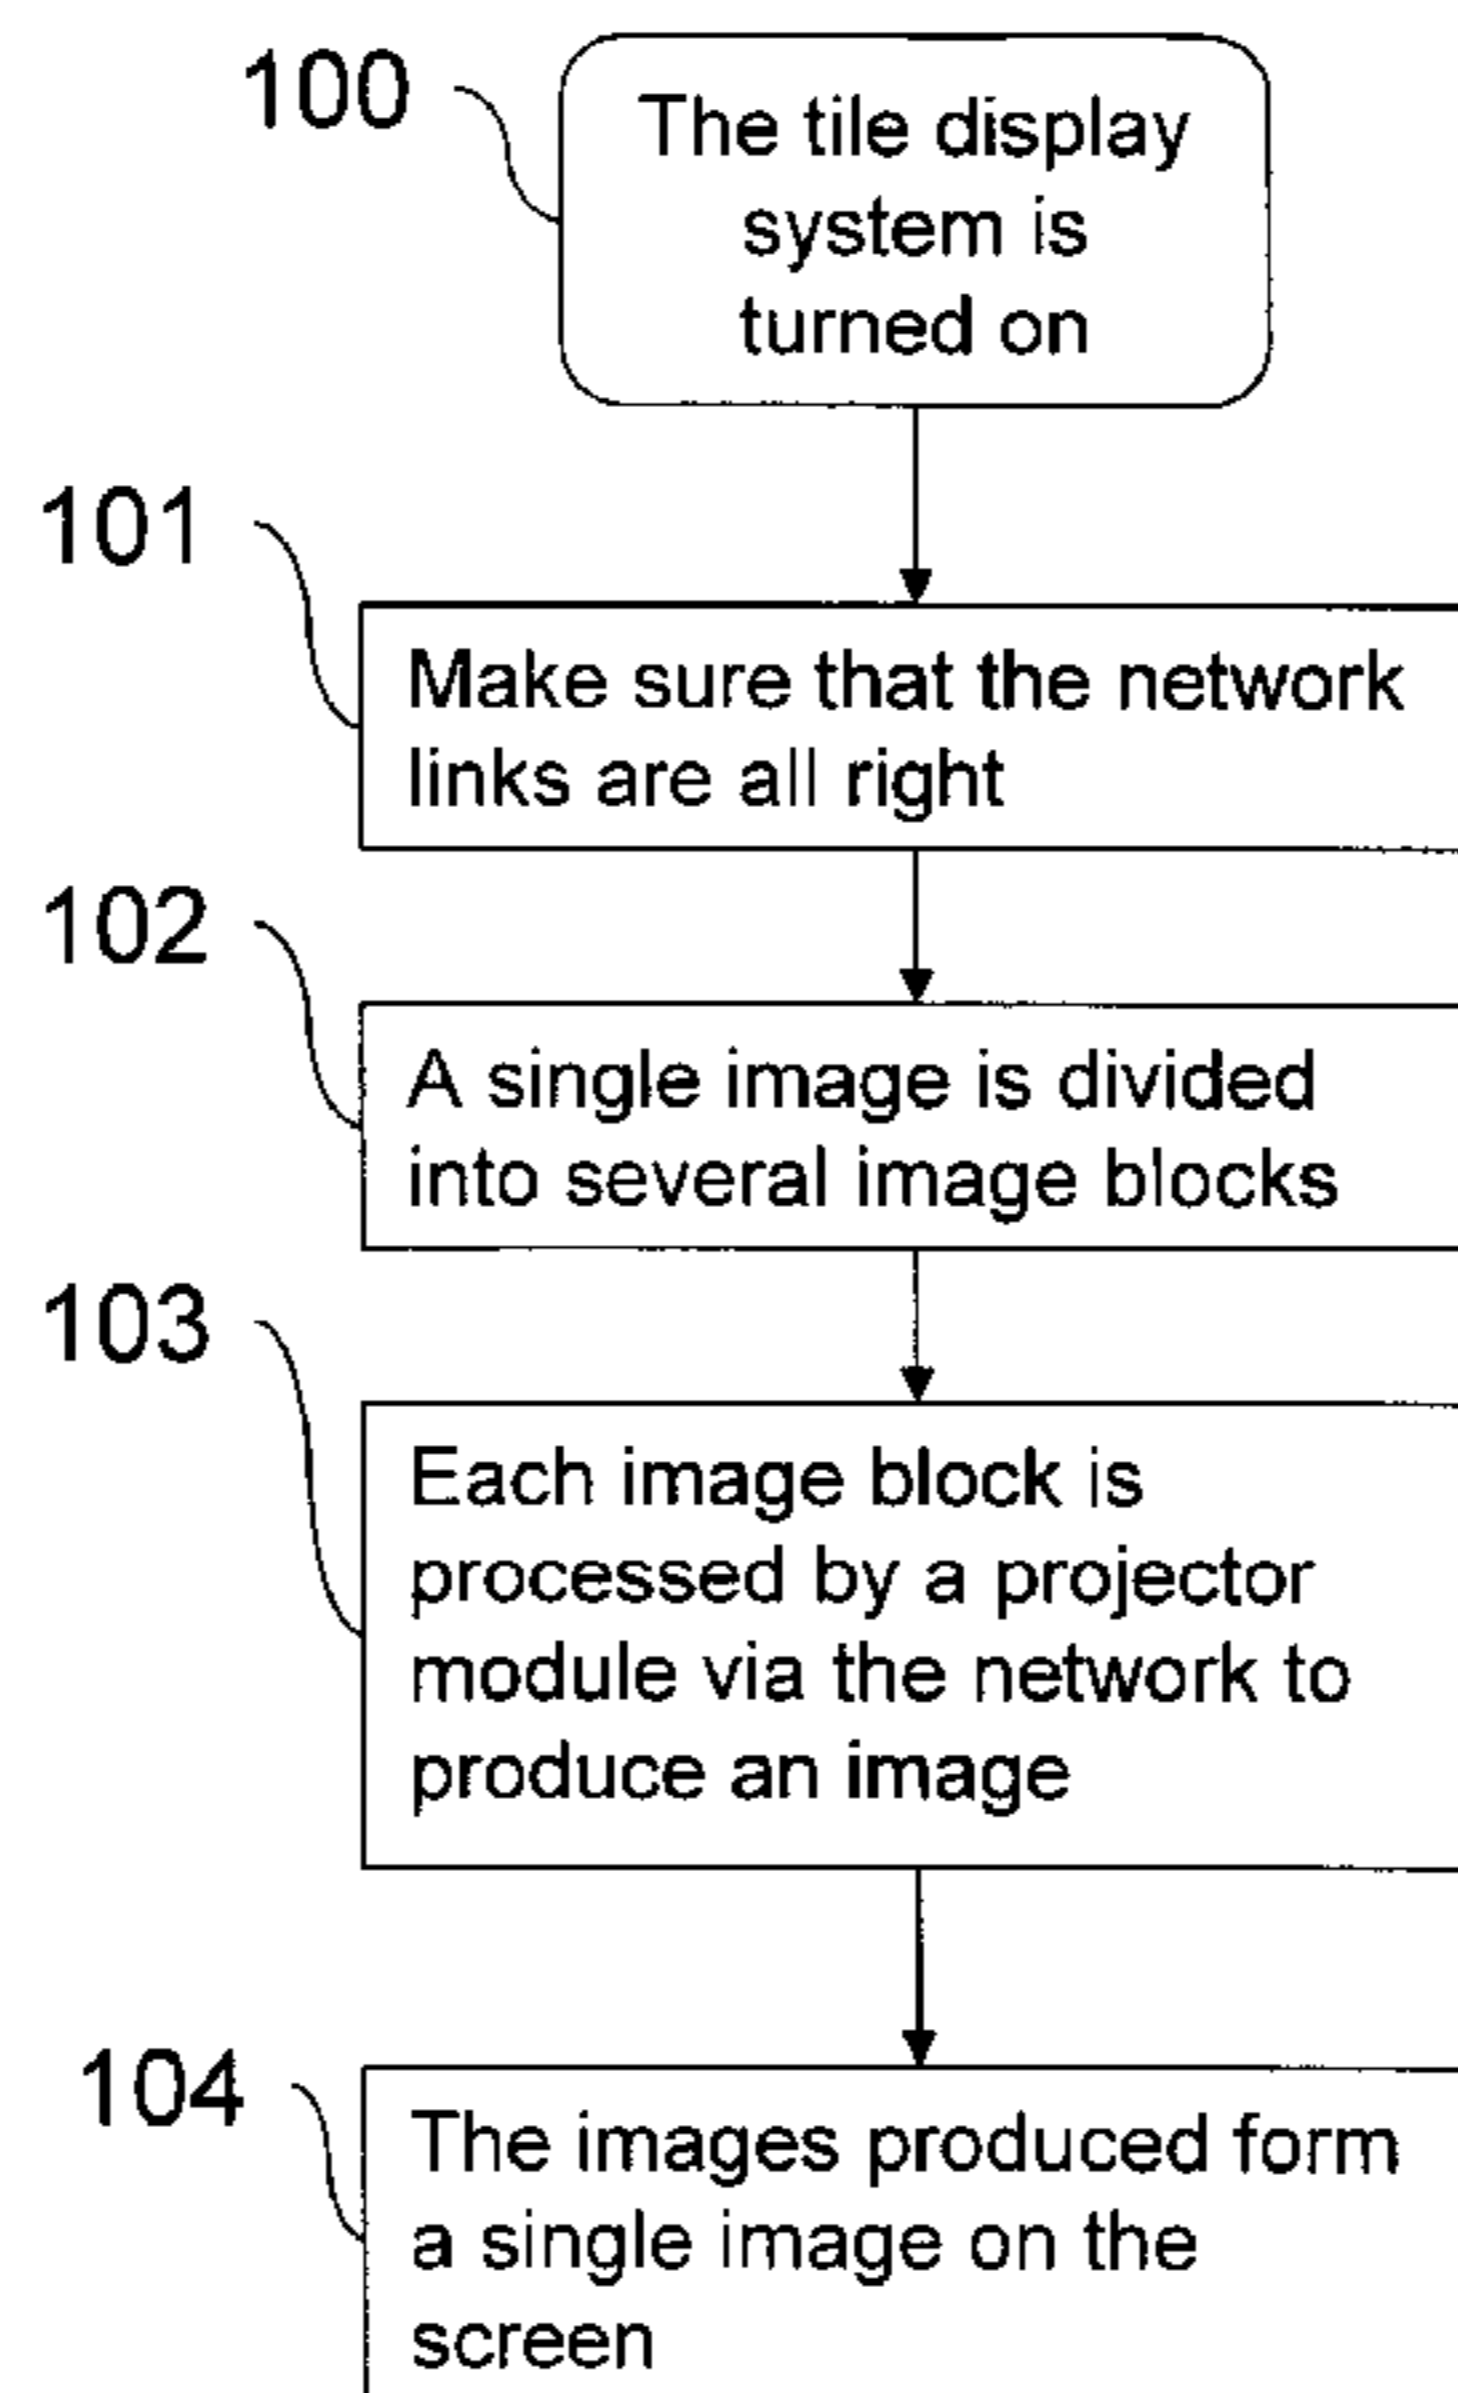 100
The tile display
system is
turned on
101
Make sure that the network
links are all right
102
A single image is divided
into several image blocks
103
Each image block is
processed by a projector
module via the network to
produce an image
104
The images produced form
a single image on the
screen